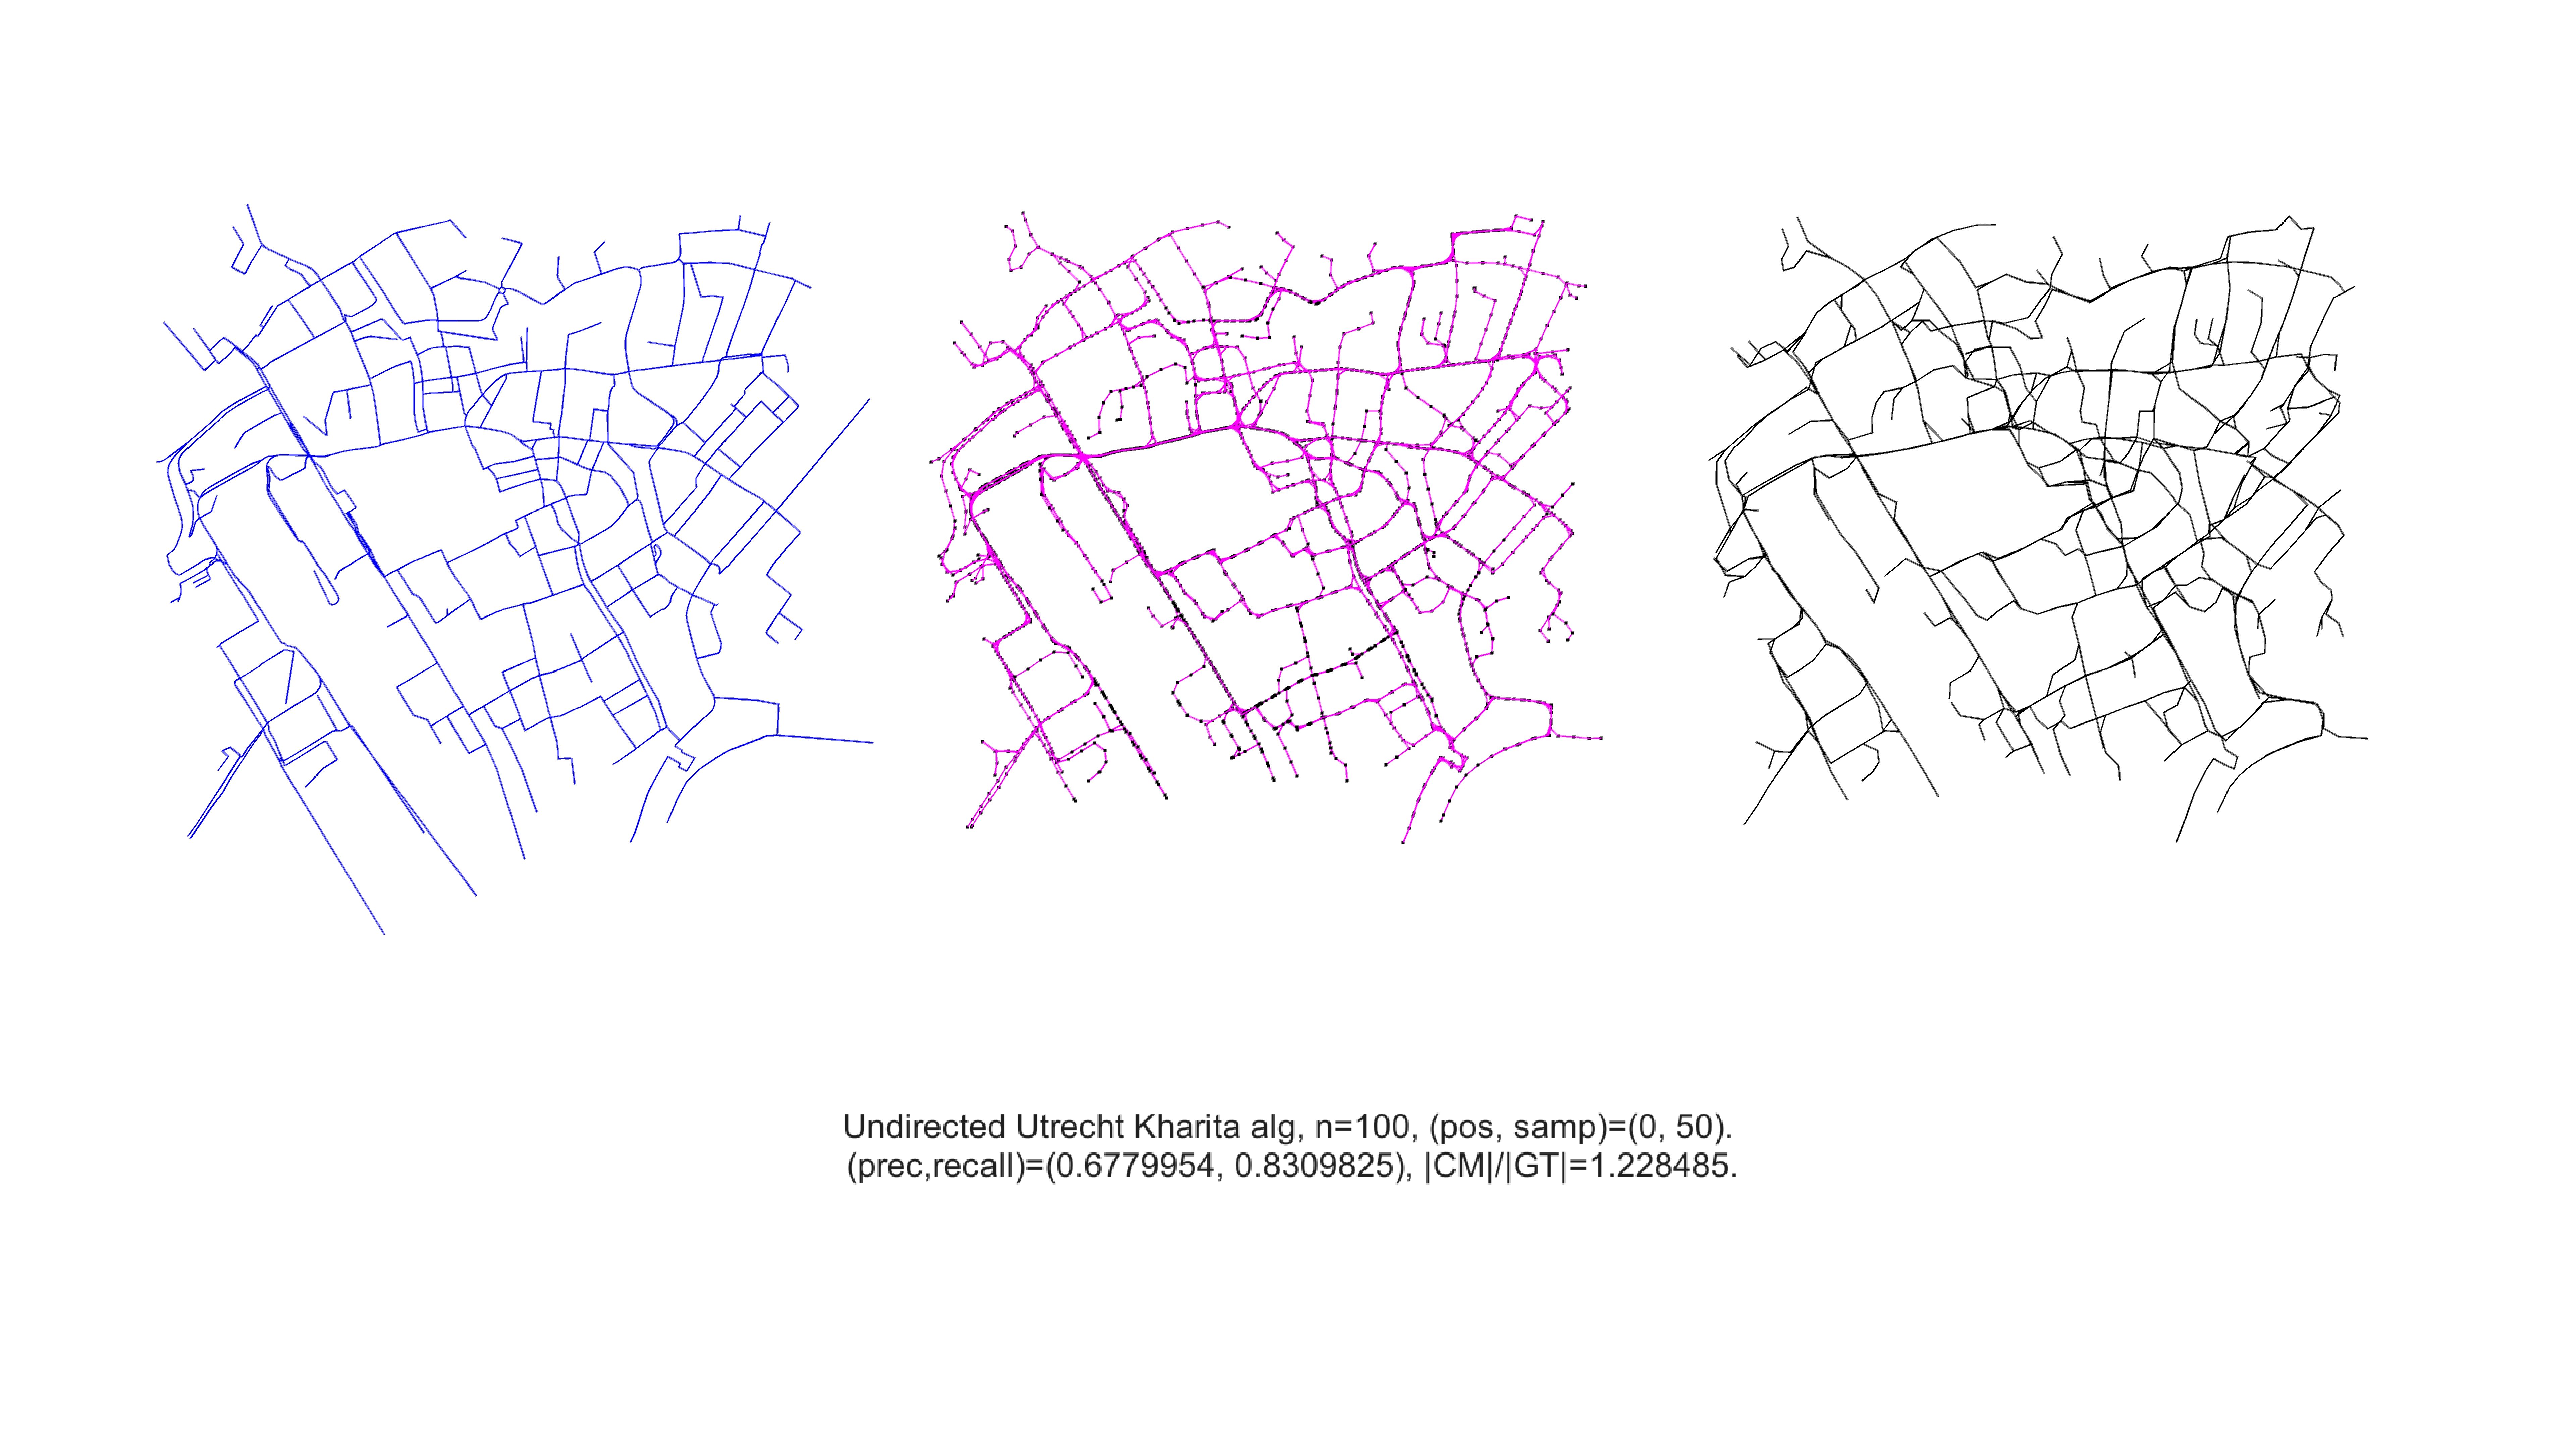 Undirected Utrecht Kharita alg, n=100, (pos, samp)=(0, 50).
(prec,recall)=(0.6779954, 0.8309825), |CM|/|GT|=1.228485.